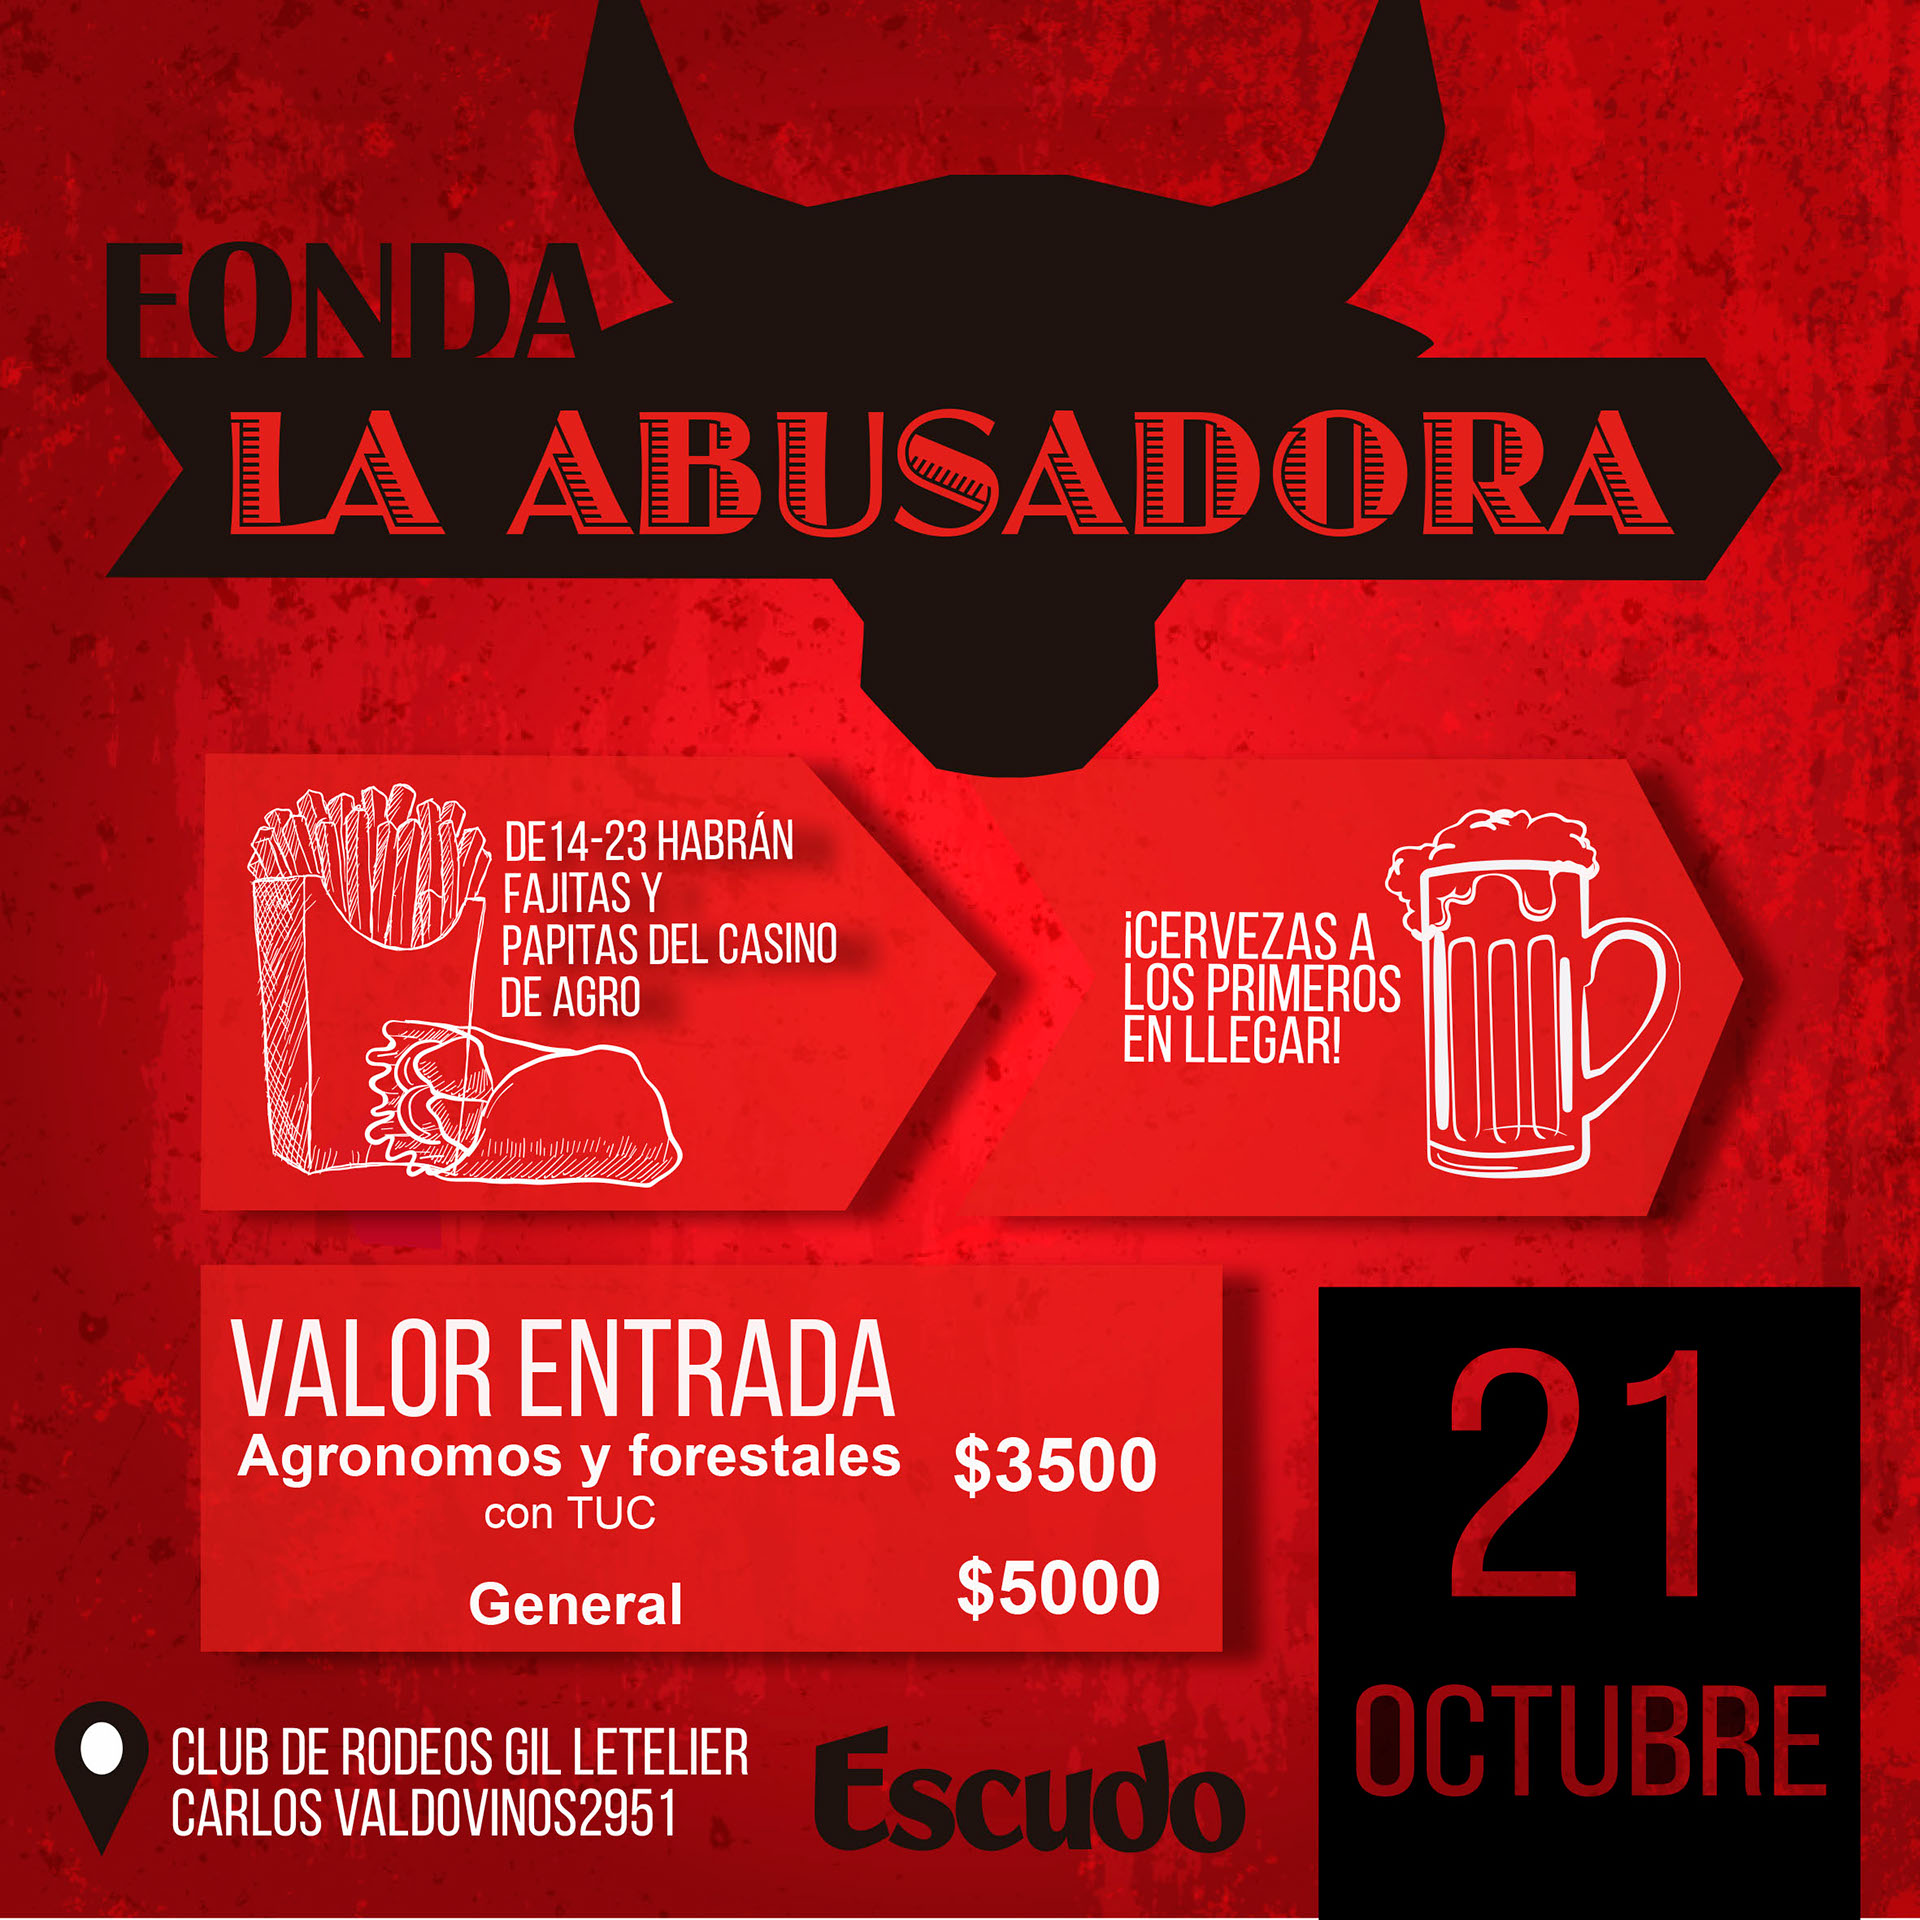 FONDA
LA ABUSADORA
DE14-23 HABRÁN
FAJITAS Y
PAPITAS DEL CASINO
DE AGRO
¡CERVEZAS A
LOS PRIMEROS
EN LLEGAR!
VALOR ENTRADA
Agronomos y forestales $3500
con TUC
General $5000
21
OCTUBRE
CLUB DE RODEOS GIL LETELIER
CARLOS VALDOVINOS2951
Escudo